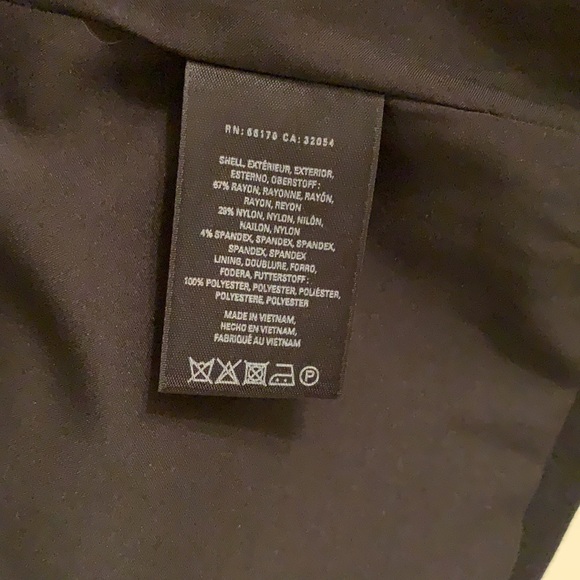 RN: 66170 CA: 32054
SHELL, EXTÉRIEUR, EXTERIOR,
ESTERNO, OBERSTOFF:
67% RAYON, RAYONNE, RAYÓN,
RAYON, REYON
29% NYLON, NYLON, NILÓN,
NAILON, NYLON
4% SPANDEX, SPANDEX, SPANDEX,
SPANDEX, SPANDEX
LINING, DOUBLURE, FORRO,
FODERA, FUTTERSTOFF:
100% POLYESTER, POLYESTER, POLIÉSTER,
POLYESTERE, POLYESTER
MADE IN VIETNAM,
HECHO EN VIETNAM,
FABRIQUÉ AU VIETNAM
P